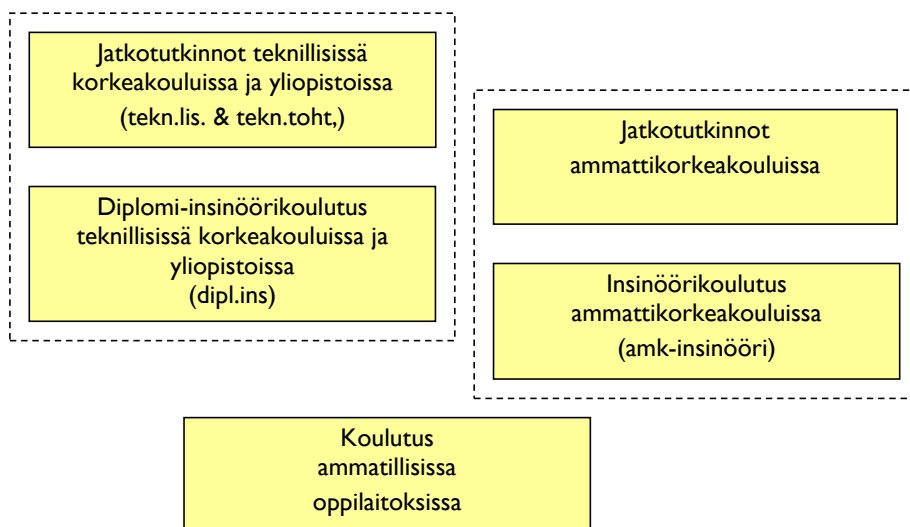 Jatkotutkinnot teknillisissä
korkeakouluissa ja yliopistoissa
(tekn.lis. & tekn.toht,)
Diplomi-insinöörikoulutus
teknillisissä korkeakouluissa ja
yliopistoissa
(dipl.ins)
Jatkotutkinnot
ammattikorkeakouluissa
Insinöörikoulutus
ammattikorkeakouluissa
(amk-insinööri)
Koulutus
ammatillisissa
oppilaitoksissa